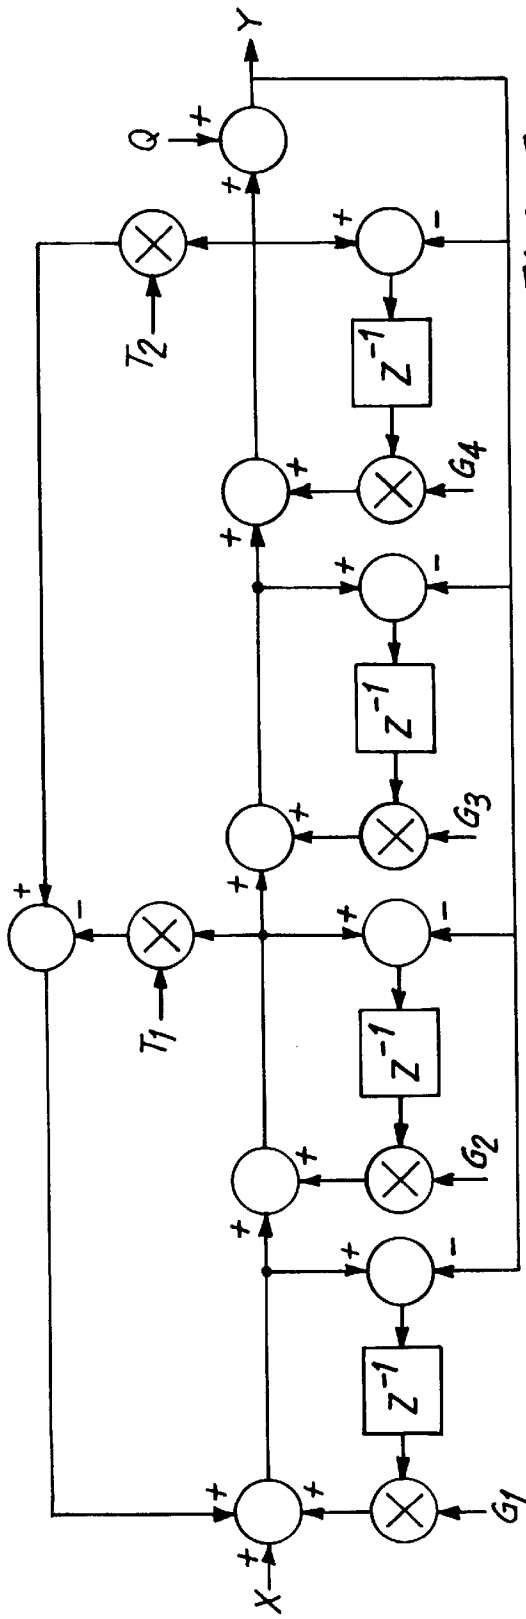 +
-
T1
T2
Q
+
Y
X
+
+
+
+
+
+
+
+
+
+
+
-
+
-
+
-
+
-
Z⁻¹
Z⁻¹
Z⁻¹
Z⁻¹
G1
G2
G3
G4